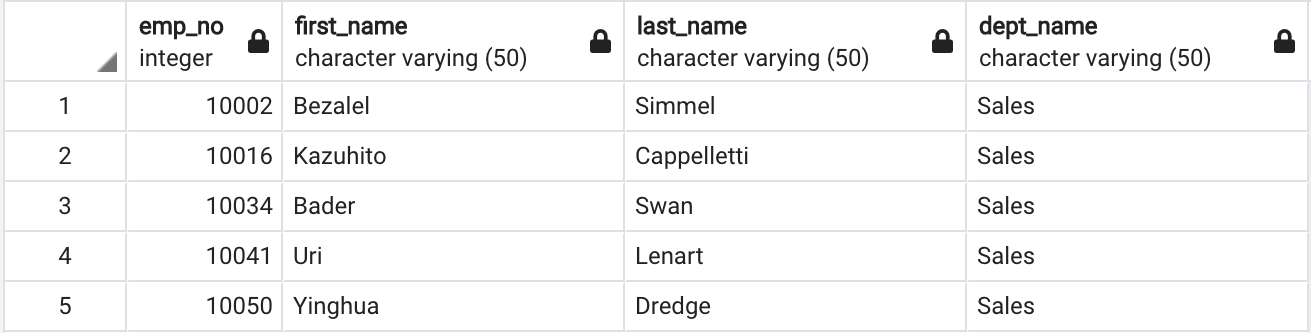 emp_no first_name last_name dept_name
integer character varying (50) character varying (50) character varying (50)
1 10002 Bezalel Simmel Sales
2 10016 Kazuhito Cappelletti Sales
3 10034 Bader Swan Sales
4 10041 Uri Lenart Sales
5 10050 Yinghua Dredge Sales